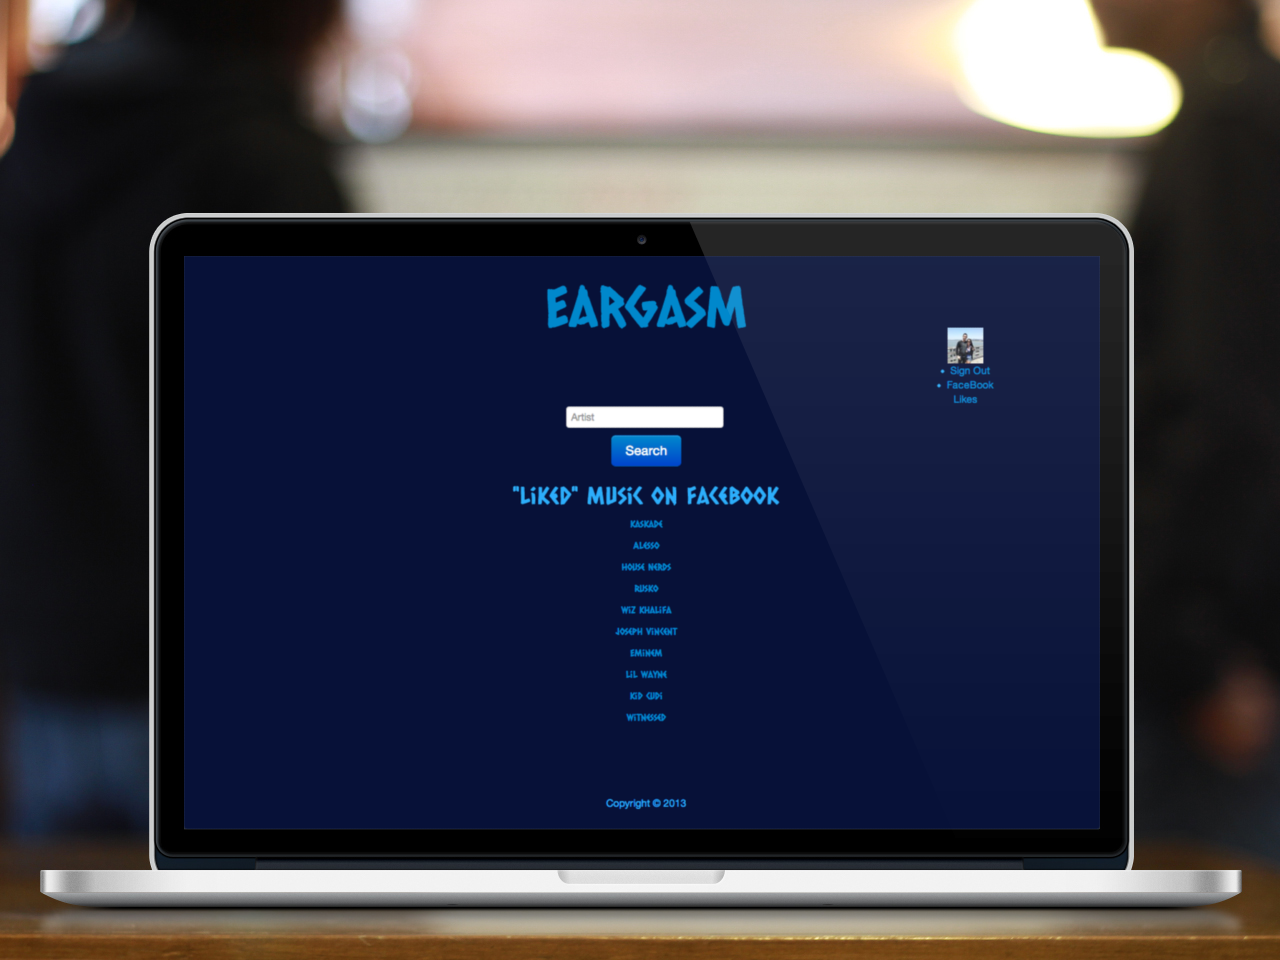 EARGASM
Sign Out
FaceBook
Likes
Artist
Search
"LiKED" MUSiC ON FACEBOOK
KASKADE
ALESSO
HOUSE NERDS
RUSKO
WiZ KHALiFA
JOSEPH ViNCENT
EMiNEM
LiL WAYNE
KiD CUDi
WiTNESSED
Copyright © 2013